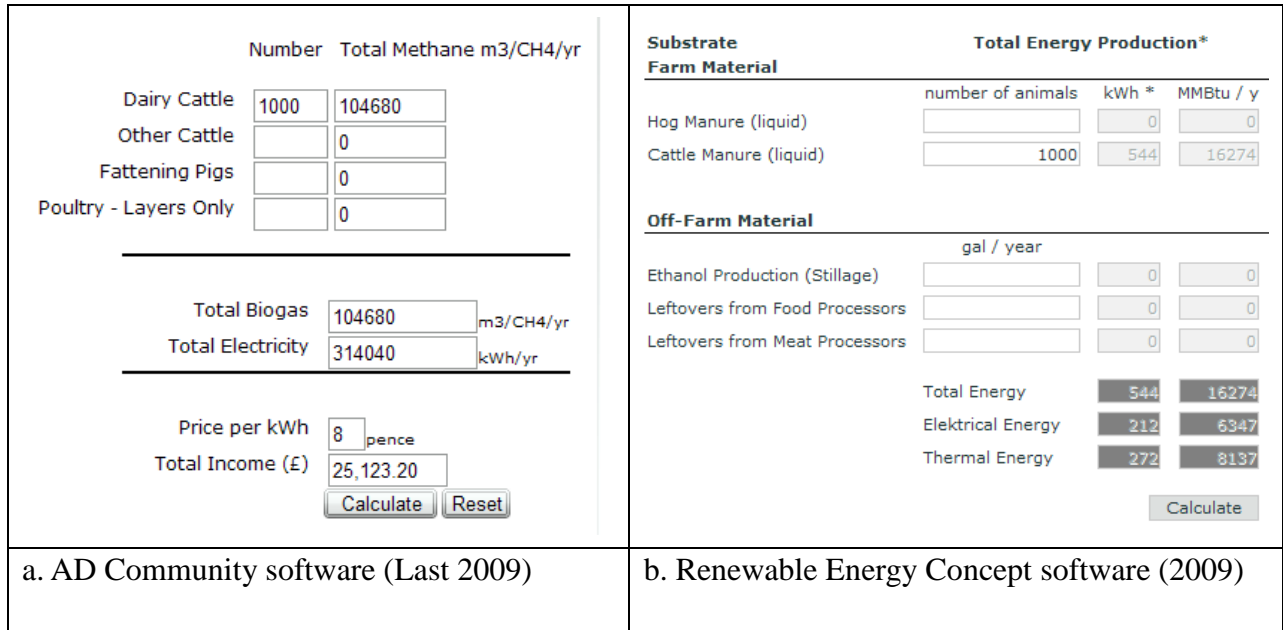 Number Total Methane m3/CH4/yr
Dairy Cattle 1000 104680
Other Cattle 0
Fattening Pigs 0
Poultry - Layers Only 0
Total Biogas 104680 m3/CH4/yr
Total Electricity 314040 kWh/yr
Price per kWh 8 pence
Total Income (£) 25,123.20
Calculate Reset
a. AD Community software (Last 2009)
Substrate Total Energy Production*
Farm Material
number of animals kWh * MMBtu / y
Hog Manure (liquid) 0 0
Cattle Manure (liquid) 1000 544 16274
Off-Farm Material
gal / year
Ethanol Production (Stillage) 0 0
Leftovers from Food Processors 0 0
Leftovers from Meat Processors 0 0
Total Energy 544 16274
Elektrical Energy 212 6347
Thermal Energy 272 8137
Calculate
b. Renewable Energy Concept software (2009)